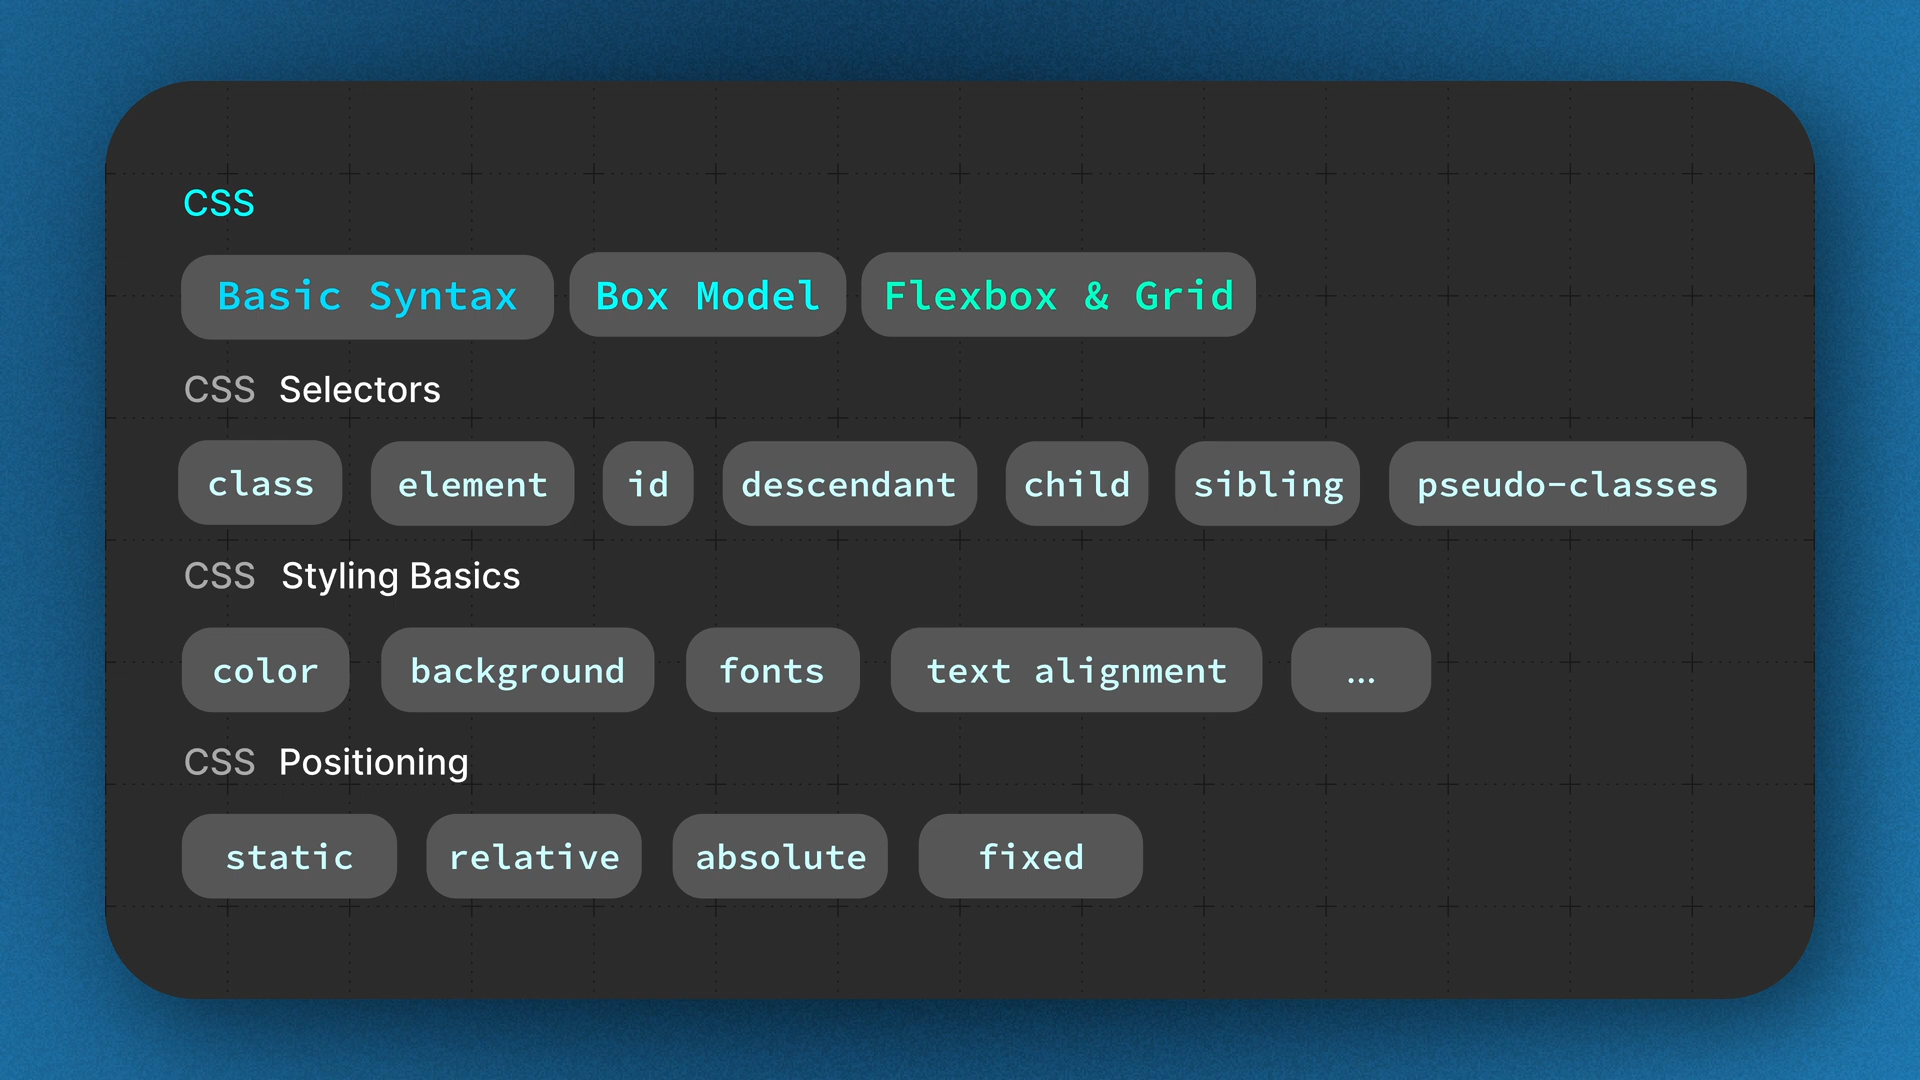 CSS
Basic Syntax Box Model Flexbox & Grid
CSS Selectors
class element id descendant child sibling pseudo-classes
CSS Styling Basics
color background fonts text alignment ...
CSS Positioning
static relative absolute fixed